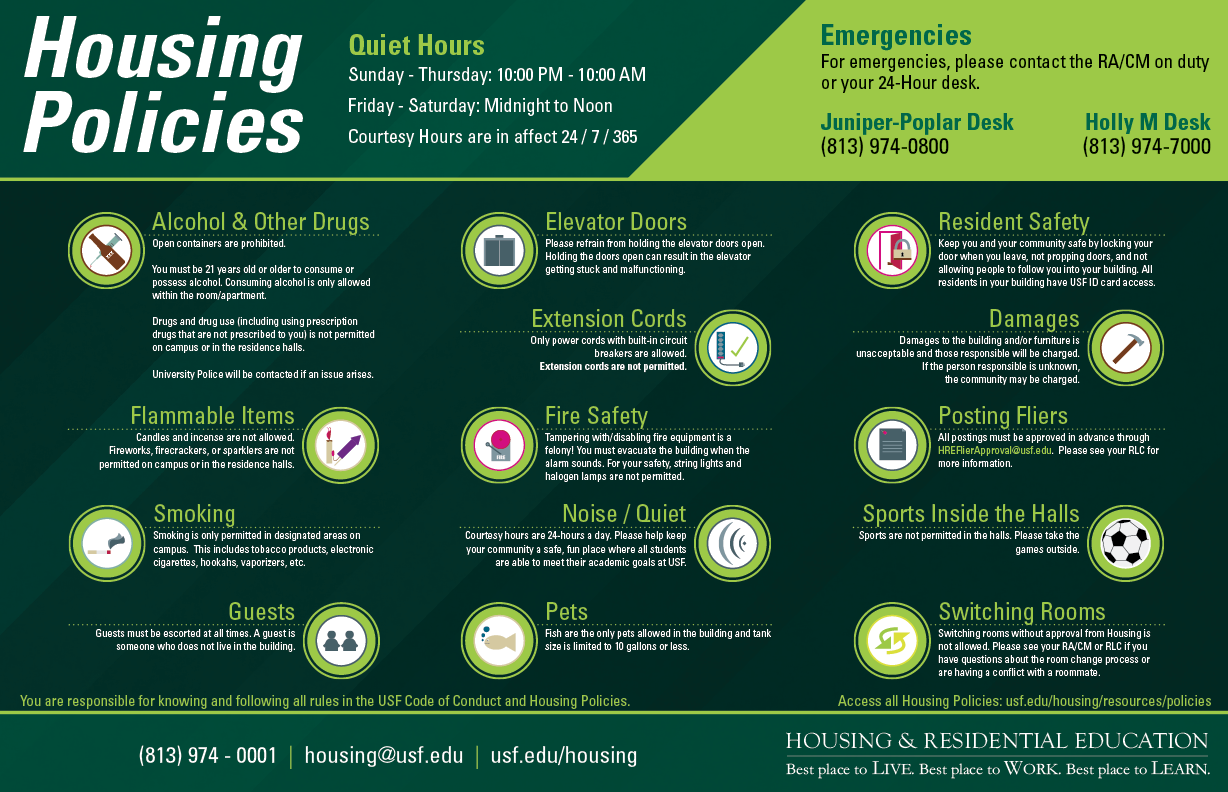 Housing
Policies
Quiet Hours
Sunday - Thursday: 10:00 PM - 10:00 AM
Friday - Saturday: Midnight to Noon
Courtesy Hours are in affect 24 / 7 / 365
Emergencies
For emergencies, please contact the RA/CM on duty
or your 24-Hour desk.
Juniper-Poplar Desk
(813) 974-0800
Holly M Desk
(813) 974-7000
Alcohol & Other Drugs
Open containers are prohibited.
You must be 21 years old or older to consume or
possess alcohol. Consuming alcohol is only allowed
within the room/apartment.
Drugs and drug use (including using prescription
drugs that are not prescribed to you) is not permitted
on campus or in the residence halls.
University Police will be contacted if an issue arises.
Flammable Items
Candles and incense are not allowed.
Fireworks, firecrackers, or sparklers are not
permitted on campus or in the residence halls.
Smoking
Smoking is only permitted in designated areas on
campus. This includes tobacco products, electronic
cigarettes, hookahs, vaporizers, etc.
Guests
Guests must be escorted at all times. A guest is
someone who does not live in the building.
Elevator Doors
Please refrain from holding the elevator doors open.
Holding the doors open can result in the elevator
getting stuck and malfunctioning.
Extension Cords
Only power cords with built-in circuit
breakers are allowed.
Extension cords are not permitted.
Fire Safety
FIRE
Tampering with/disabling fire equipment is a
felony! You must evacuate the building when the
alarm sounds. For your safety, string lights and
halogen lamps are not permitted.
Noise / Quiet
Courtesy hours are 24-hours a day. Please help keep
your community a safe, fun place where all students
are able to meet their academic goals at USF.
Pets
Fish are the only pets allowed in the building and tank
size is limited to 10 gallons or less.
Resident Safety
Keep you and your community safe by locking your
door when you leave, not propping doors, and not
allowing people to follow you into your building. All
residents in your building have USF ID card access.
Damages
Damages to the building and/or furniture is
unacceptable and those responsible will be charged.
If the person responsible is unknown,
the community may be charged.
Posting Fliers
All postings must be approved in advance through
HREFlierApproval@usf.edu. Please see your RLC for
more information.
Sports Inside the Halls
Sports are not permitted in the halls. Please take the
games outside.
Switching Rooms
Switching rooms without approval from Housing is
not allowed. Please see your RA/CM or RLC if you
have questions about the room change process or
are having a conflict with a roommate.
You are responsible for knowing and following all rules in the USF Code of Conduct and Housing Policies.
Access all Housing Policies: usf.edu/housing/resources/policies
(813) 974 - 0001 | housing@usf.edu | usf.edu/housing
HOUSING & RESIDENTIAL EDUCATION
Best place to LIVE. Best place to WORK. Best place to LEARN.